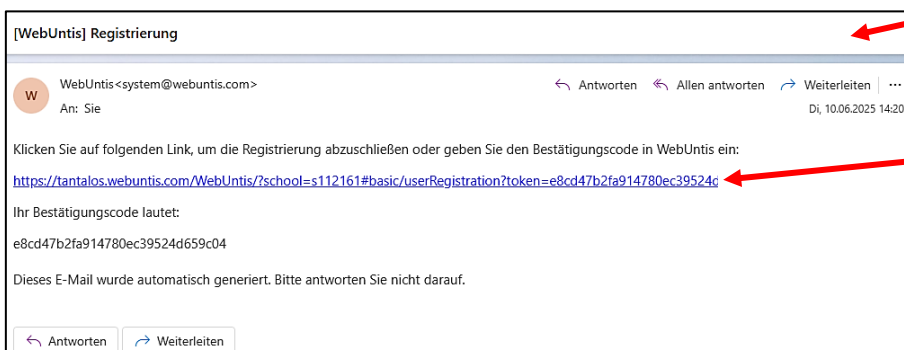 [WebUntis] Registrierung
W
WebUntis<system@webuntis.com>
Antworten Allen antworten Weiterleiten ...
An: Sie
Di, 10.06.2025 14:20
Klicken Sie auf folgenden Link, um die Registrierung abzuschließen oder geben Sie den Bestätigungscode in WebUntis ein:
https://tantalos.webuntis.com/WebUntis/?school=s112161#basic/userRegistration?token=e8cd47b2fa914780ec39524d
Ihr Bestätigungscode lautet:
e8cd47b2fa914780ec39524d659c04
Dieses E-Mail wurde automatisch generiert. Bitte antworten Sie nicht darauf.
Antworten Weiterleiten